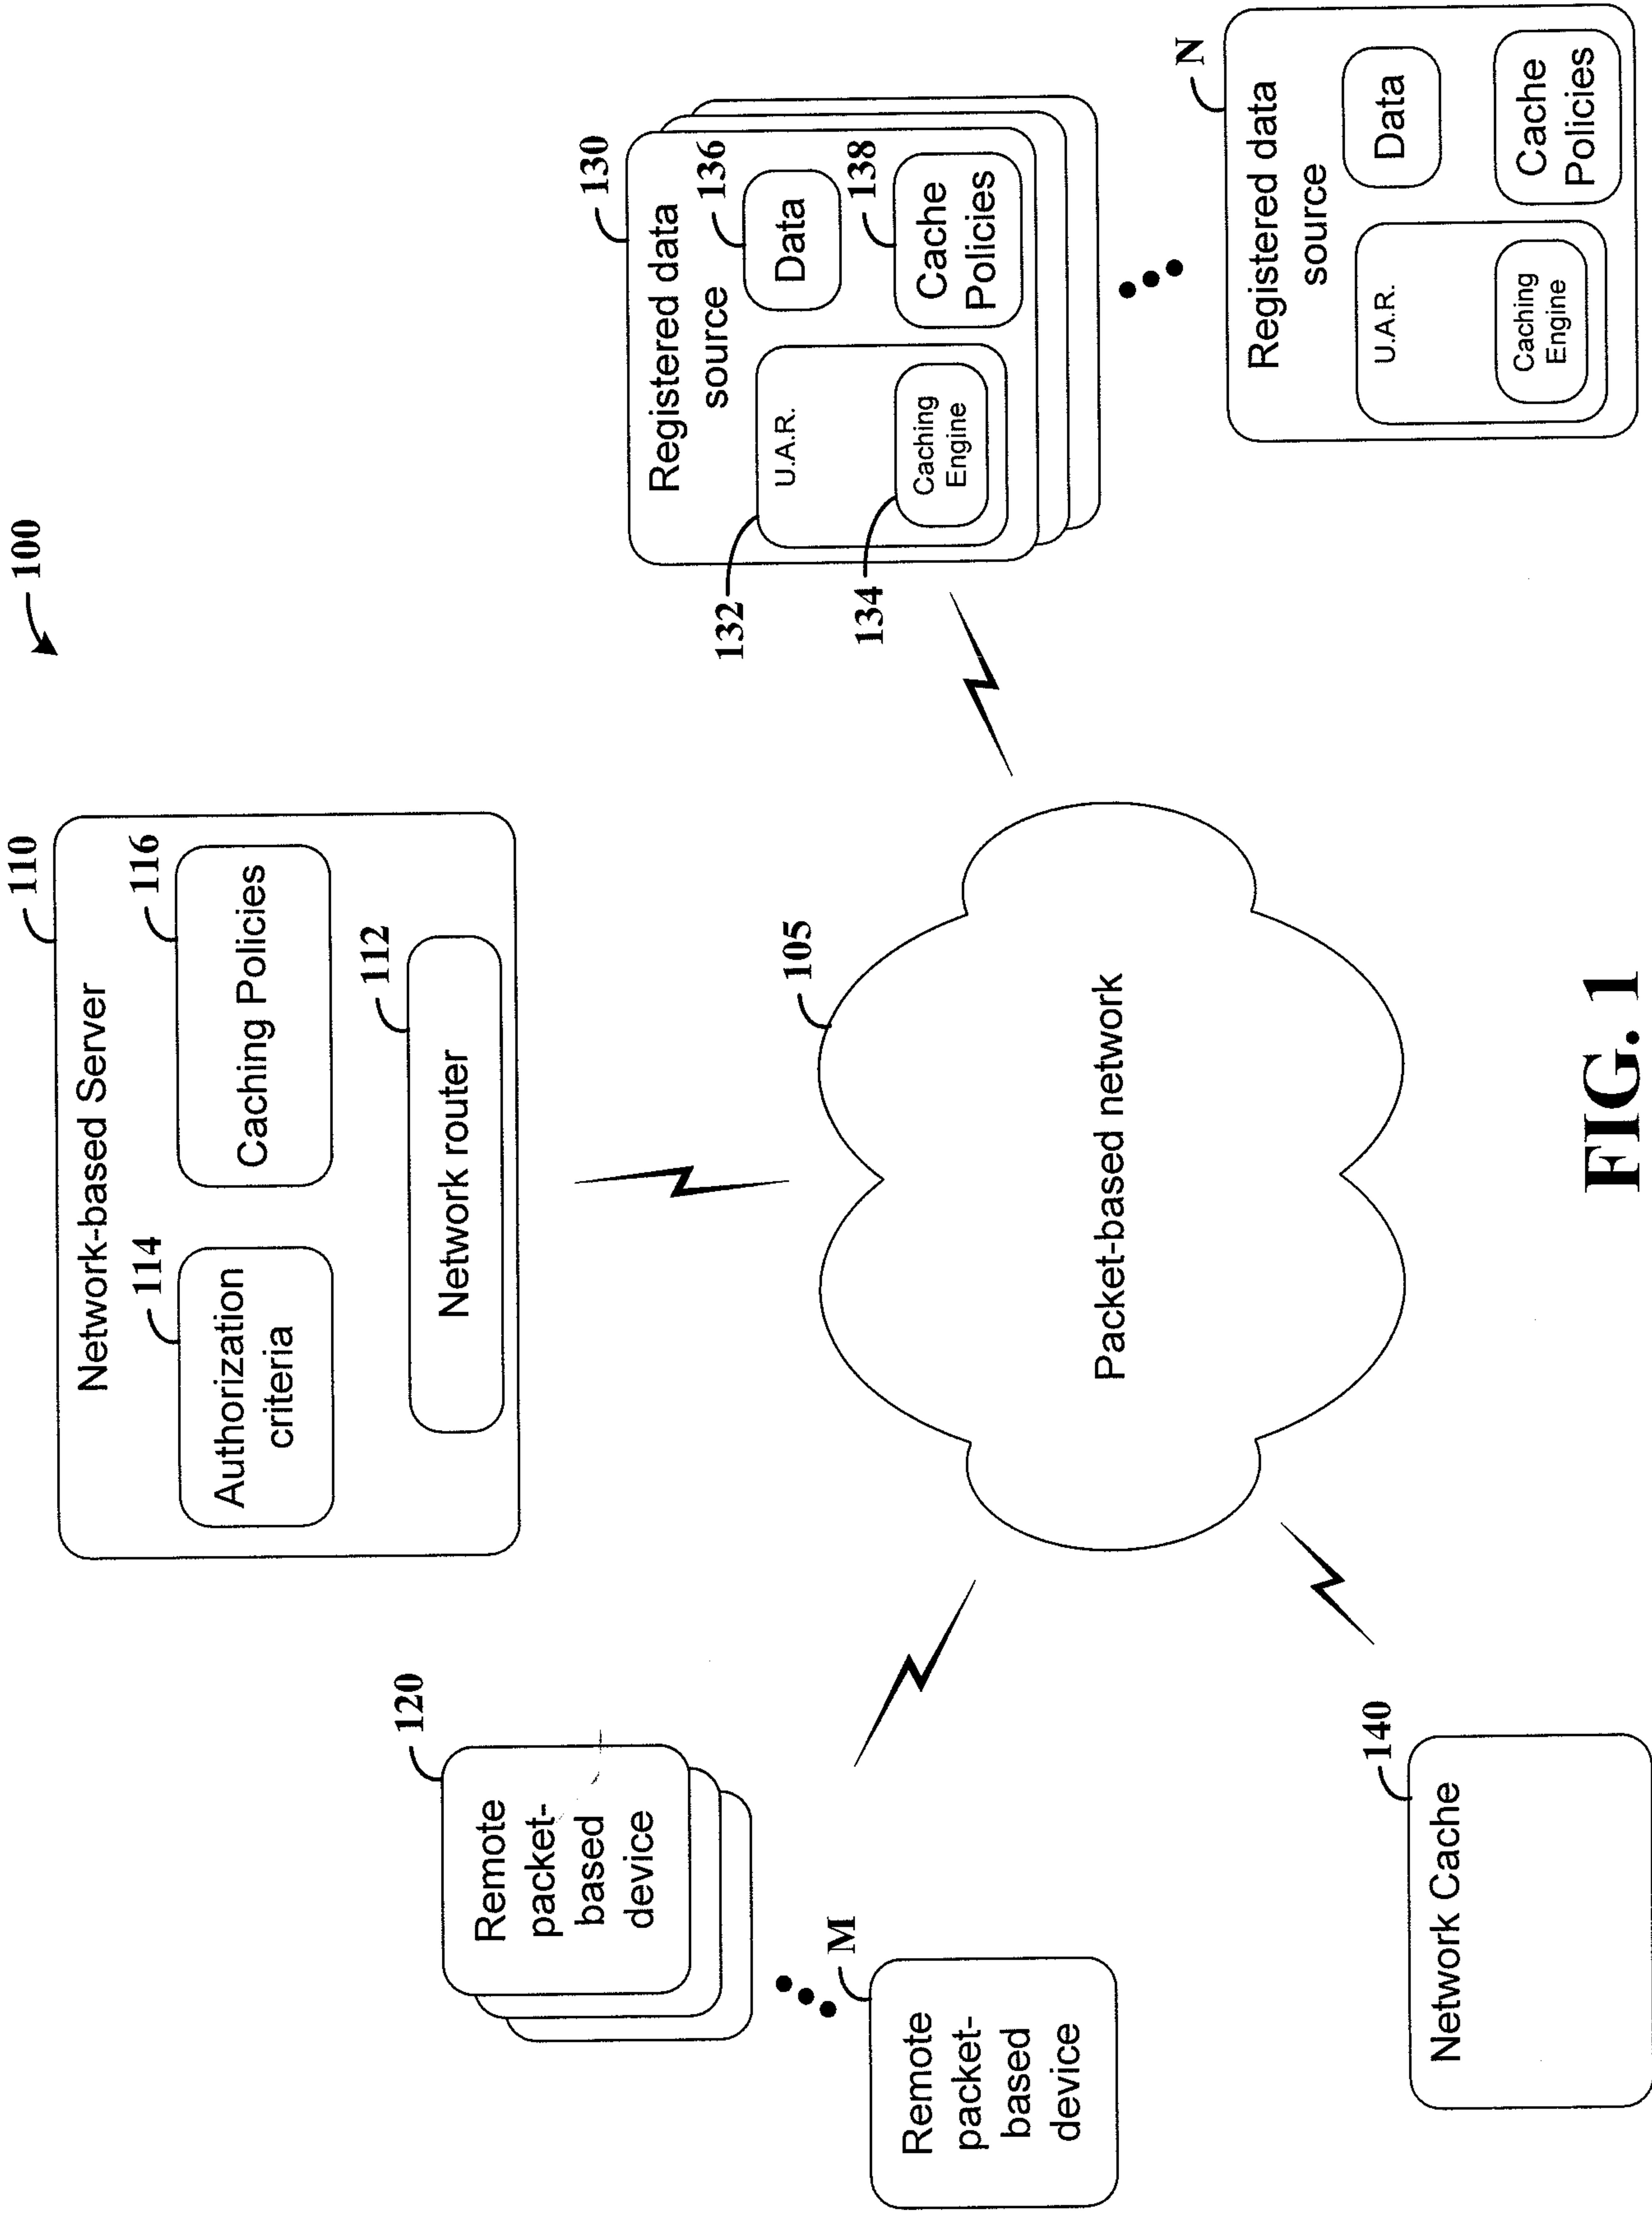 100
110
Network-based Server
114
Authorization
criteria
116
Caching Policies
112
Network router
120
Remote
packet-
based
device
M
Remote
packet-
based
device
105
Packet-based network
130
Registered data
source
132
U.A.R.
134
Caching
Engine
136
Data
138
Cache
Policies
N
Registered data
source
U.A.R.
Caching
Engine
Data
Cache
Policies
140
Network Cache
FIG. 1